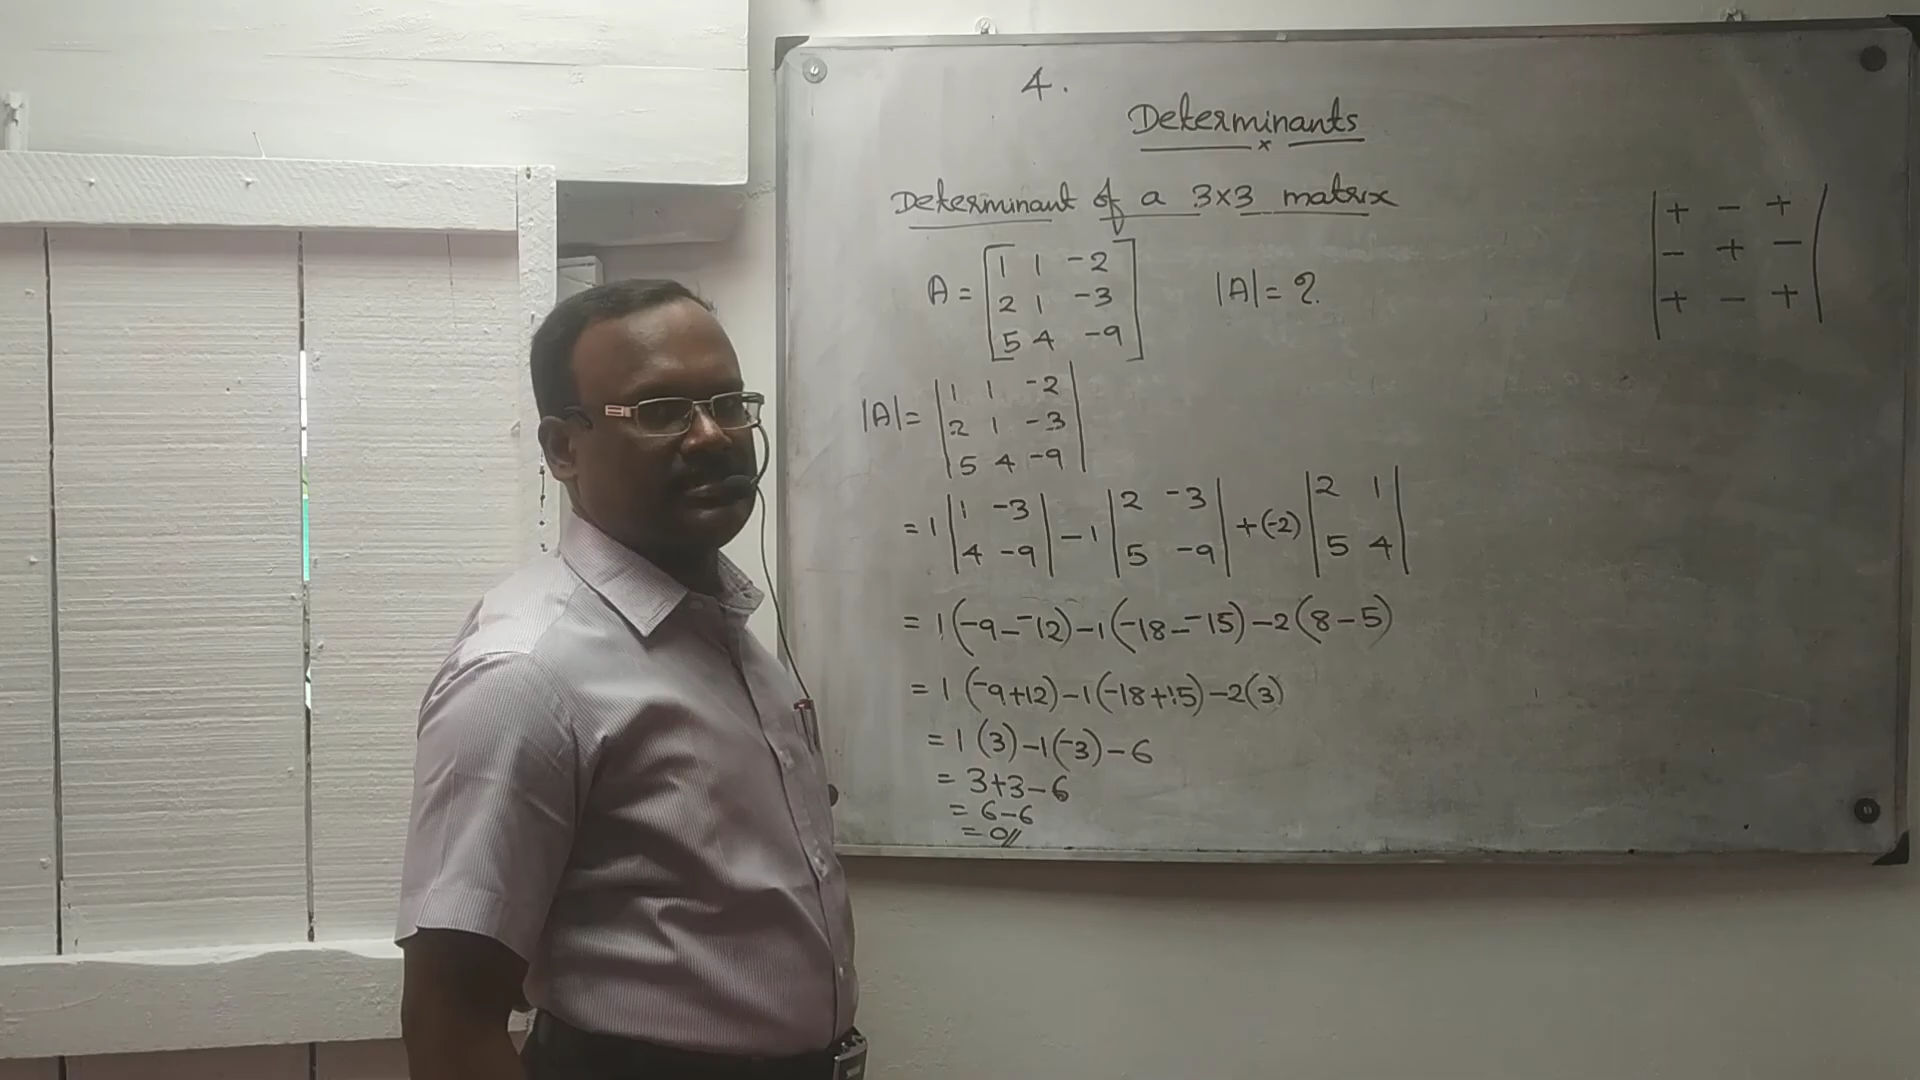 4.
Determinants
x
Determinant of a 3×3 matrix
+ - +
- + -
+ - +
A = [1 1 -2
2 1 -3
5 4 -9] |A| = ?
|A| = |1 1 -2
2 1 -3
5 4 -9|
= 1 |1 -3 - 1 |2 -3 + (-2) |2 1
4 -9| 5 -9| 5 4|
= 1(-9 - -12) - 1(-18 - -15) - 2(8 - 5)
= 1(-9+12) - 1(-18+15) - 2(3)
= 1(3) - 1(-3) - 6
= 3+3-6
= 6-6
= 0//